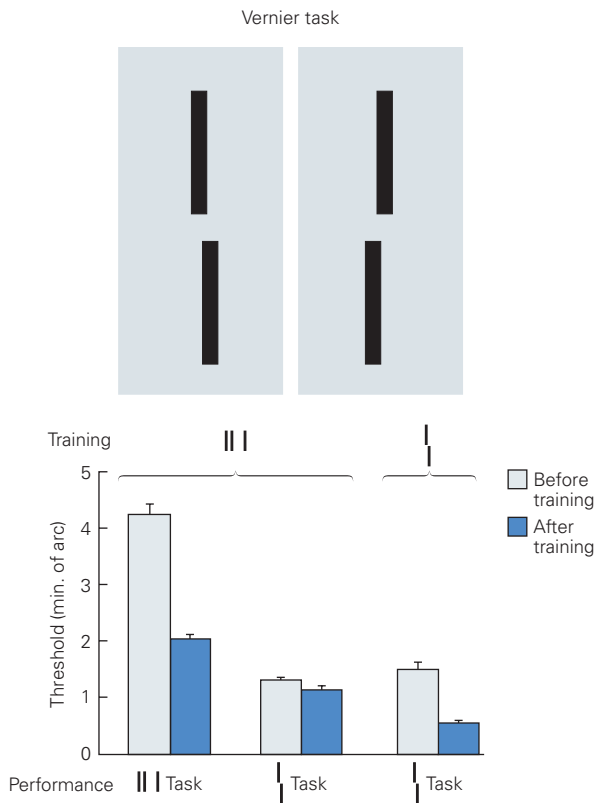 Vernier task
Training
5
4
3
2
1
0
Threshold (min. of arc)
Before
training
After
training
Performance
Task
Task
Task